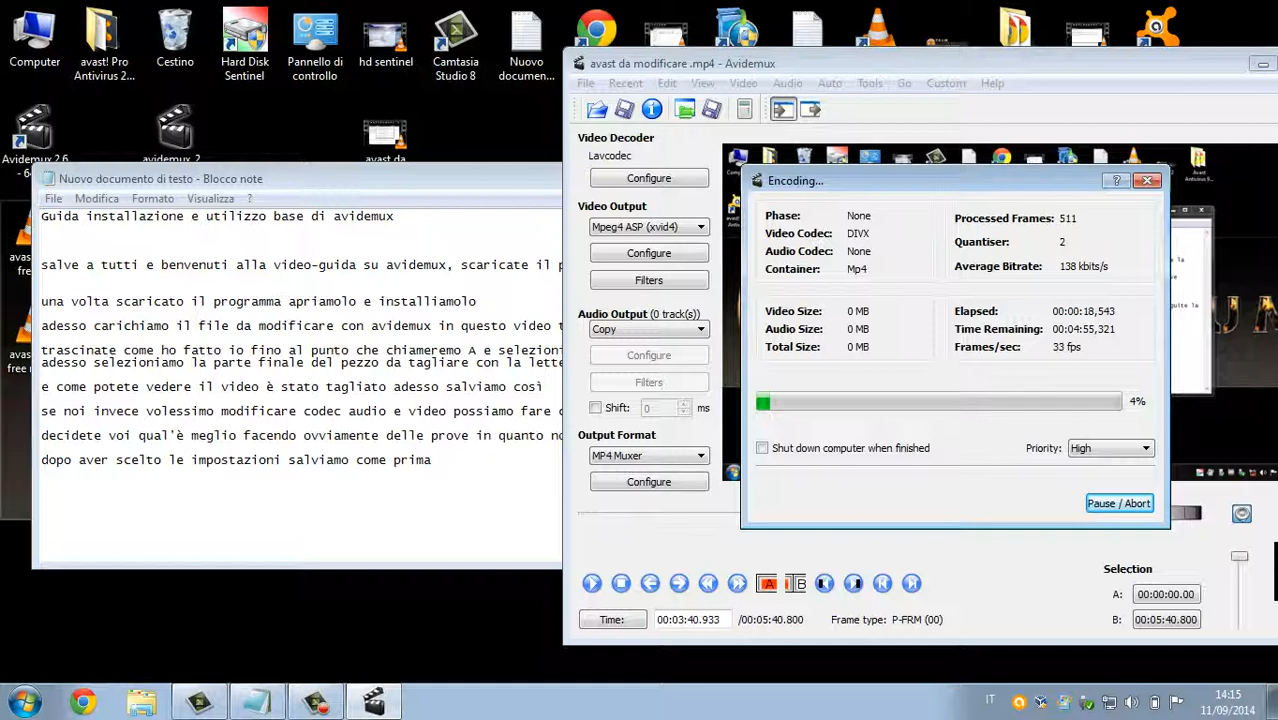 Computer
avast! Pro
Antivirus 2...
Cestino
Hard Disk
Sentinel
Pannello di
controllo
hd sentinel
Camtasia
Studio 8
Nuovo
documen...
Avidemux 2.6
avidemux_2
avast da
Nuovo documento di testo - Blocco note
File Modifica Formato Visualizza ?
Guida installazione e utilizzo base di avidemux
salve a tutti e benvenuti alla video-guida su avidemux, scaricate il p
una volta scaricato il programma apriamolo e installiamolo
adesso carichiamo il file da modificare con avidemux in questo video t
trascinate come ho fatto io fino al punto che chiameremo A e selezion
adesso selezioniamo la parte finale del pezzo da tagliare con la lette
e come potete vedere il video è stato tagliato adesso salviamo così
se noi invece volessimo modificare codec audio e video possiamo fare
decidete voi qual'è meglio facendo ovviamente delle prove in quanto no
dopo aver scelto le impostazioni salviamo come prima
avast da modificare .mp4 - Avidemux
File Recent Edit View Video Audio Auto Tools Go Custom Help
Video Decoder
Lavcodec
Configure
Video Output
Mpeg4 ASP (xvid4)
Configure
Filters
Audio Output (0 track(s))
Copy
Configure
Filters
Shift: 0 ms
Output Format
MP4 Muxer
Configure
Encoding...
?
Phase: None
Video Codec: DIVX
Audio Codec: None
Container: Mp4
Processed Frames: 511
Quantiser: 2
Average Bitrate: 138 kbits/s
Video Size: 0 MB
Audio Size: 0 MB
Total Size: 0 MB
Elapsed: 00:00:18,543
Time Remaining: 00:04:55,321
Frames/sec: 33 fps
4%
Shut down computer when finished
Priority: High
Pause / Abort
A B
Selection
A: 00:00:00.00
B: 00:05:40.800
Time: 00:03:40.933 /00:05:40.800 Frame type: P-FRM (00)
IT
14:15
11/09/2014